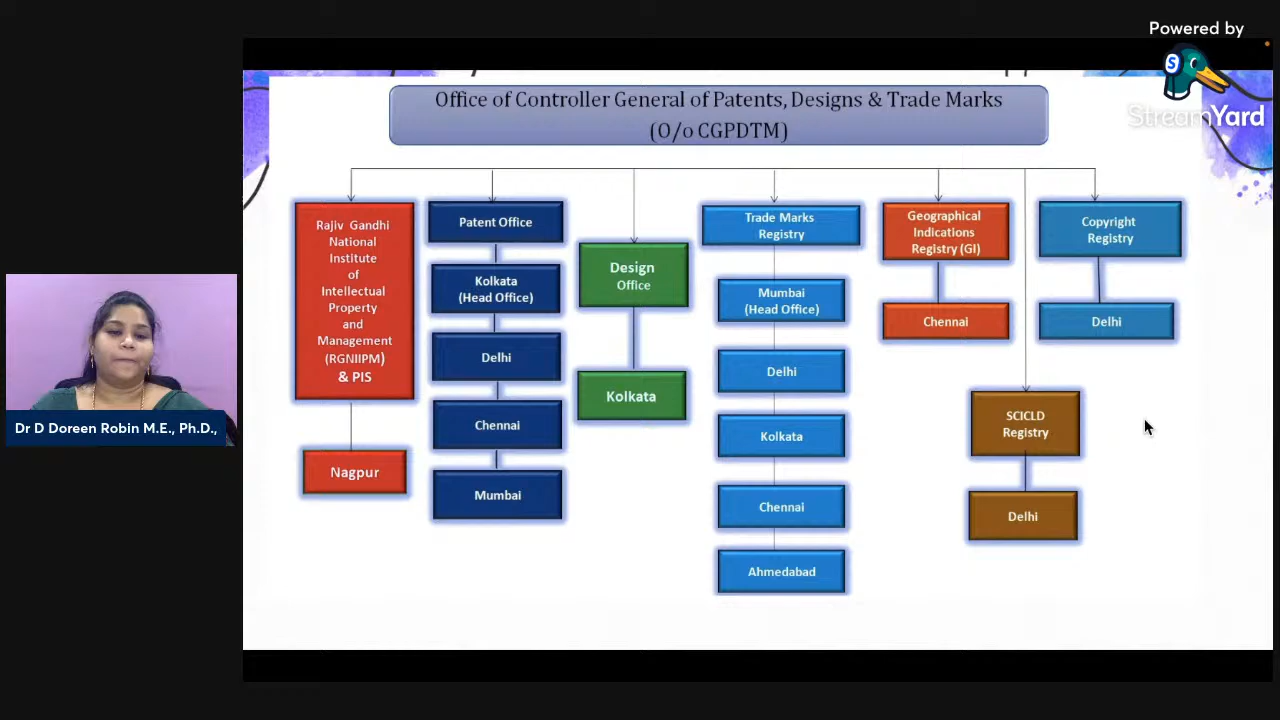 Powered by
StreamYard
Office of Controller General of Patents, Designs & Trade Marks
(O/o CGPDTM)
Rajiv Gandhi
National
Institute
of
Intellectual
Property
and
Management
(RGNIIPM)
& PIS
Nagpur
Patent Office
Kolkata
(Head Office)
Delhi
Chennai
Mumbai
Design
Office
Kolkata
Trade Marks
Registry
Mumbai
(Head Office)
Delhi
Kolkata
Chennai
Ahmedabad
Geographical
Indications
Registry (GI)
Chennai
SCICLD
Registry
Delhi
Copyright
Registry
Delhi
Dr D Doreen Robin M.E., Ph.D.,